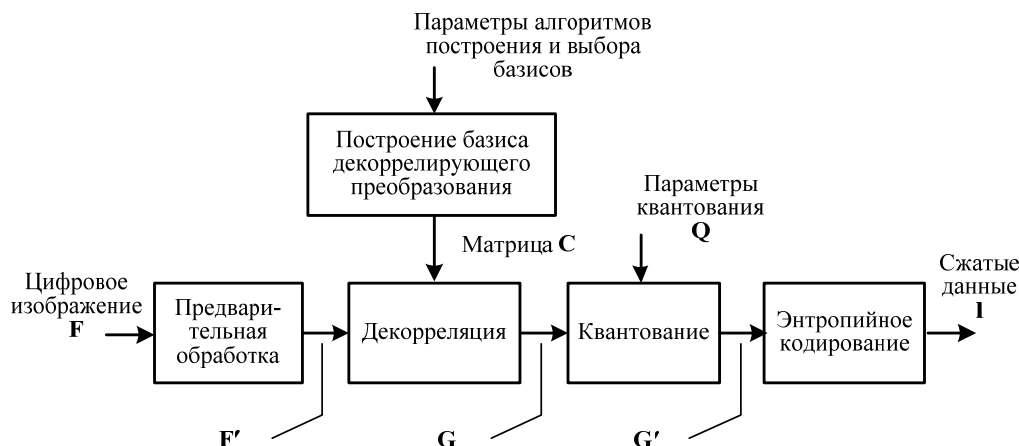 Параметры алгоритмов
построения и выбора
базисов
Построение базиса
декоррелирующего
преобразования
Параметры
квантования
Q
Матрица C
Цифровое
изображение
F
Предвари-
тельная
обработка
Декорреляция
Квантование
Энтропийное
кодирование
Сжатые
данные
l
F′
G
G′